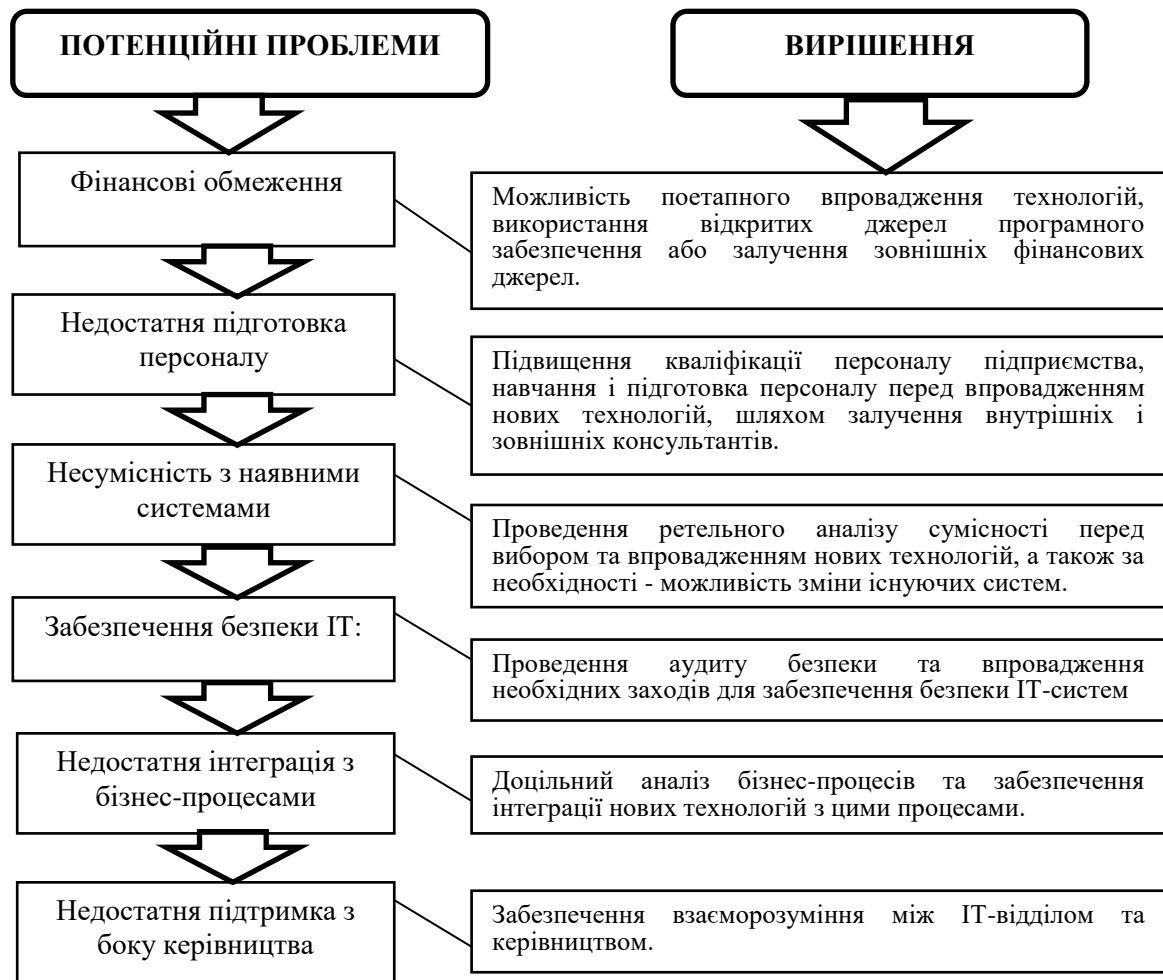 ПОТЕНЦІЙНІ ПРОБЛЕМИ
ВИРІШЕННЯ
Фінансові обмеження
Можливість поетапного впровадження технологій,
використання відкритих джерел програмного
забезпечення або залучення зовнішніх фінансових
джерел.
Недостатня підготовка
персоналу
Підвищення кваліфікації персоналу підприємства,
навчання і підготовка персоналу перед впровадженням
нових технологій, шляхом залучення внутрішніх і
зовнішніх консультантів.
Несумісність з наявними
системами
Проведення ретельного аналізу сумісності перед
вибором та впровадженням нових технологій, а також за
необхідності - можливість зміни існуючих систем.
Забезпечення безпеки ІТ:
Проведення аудиту безпеки та впровадження
необхідних заходів для забезпечення безпеки ІТ-систем
Недостатня інтеграція з
бізнес-процесами
Доцільний аналіз бізнес-процесів та забезпечення
інтеграції нових технологій з цими процесами.
Недостатня підтримка з
боку керівництва
Забезпечення взаєморозуміння між ІТ-відділом та
керівництвом.